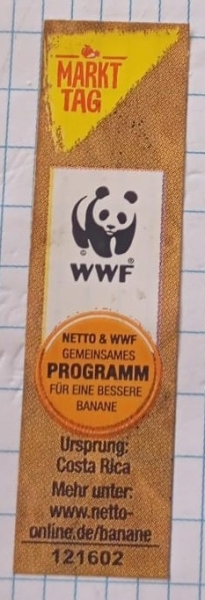 MARKT
TAG
© ®
WWF
NETTO & WWF
GEMEINSAMES
PROGRAMM
FÜR EINE BESSERE
BANANE
Ursprung:
Costa Rica
Mehr unter:
www.netto-
online.de/banane
121602